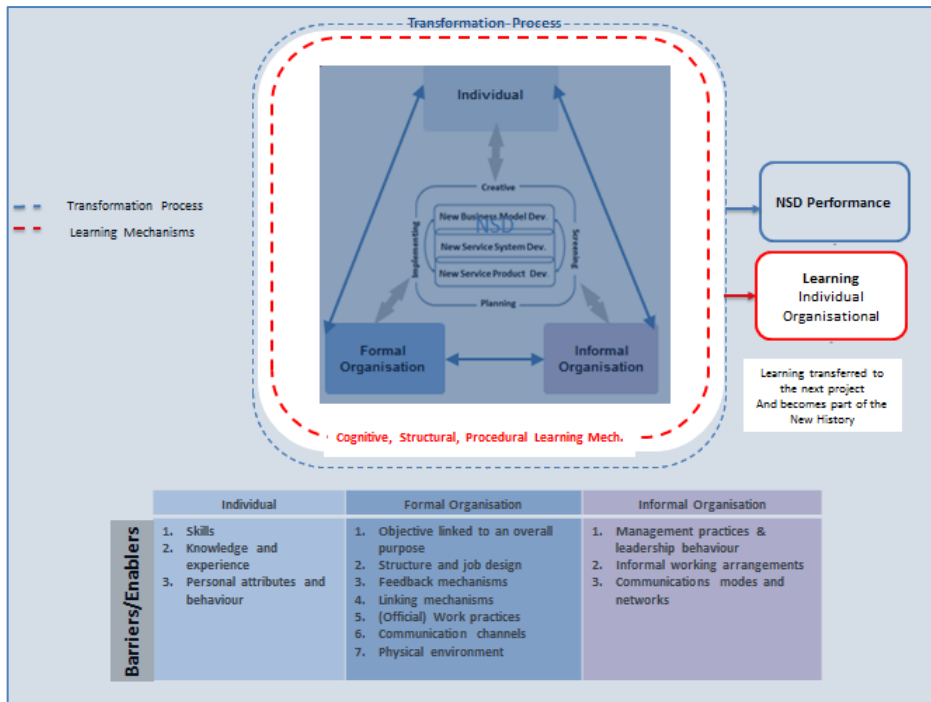 Transformation Process
Individual
Creative
New Business Model Dev.
NSD
New Service System Dev.
New Service Product Dev.
Implementing
Screening
Planning
Formal
Organisation
Informal
Organisation
Cognitive, Structural, Procedural Learning Mech.
Transformation Process
Learning Mechanisms
NSD Performance
Learning
Individual
Organisational
Learning transferred to
the next project
And becomes part of the
New History
Barriers/Enablers
Individual
1. Skills
2. Knowledge and
experience
3. Personal attributes and
behaviour
Formal Organisation
1. Objective linked to an overall
purpose
2. Structure and job design
3. Feedback mechanisms
4. Linking mechanisms
5. (Official) Work practices
6. Communication channels
7. Physical environment
Informal Organisation
1. Management practices &
leadership behaviour
2. Informal working arrangements
3. Communications modes and
networks